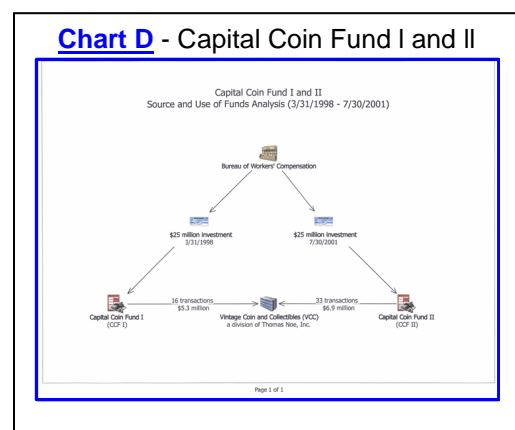 Chart D - Capital Coin Fund I and II
Capital Coin Fund I and II
Source and Use of Funds Analysis (3/31/1998 - 7/30/2001)
Bureau of Workers' Compensation
$25 million investment
3/31/1998
$25 million investment
7/30/2001
16 transactions
$5.3 million
33 transactions
$6.9 million
Capital Coin Fund I
(CCF I)
Vintage Coin and Collectibles (VCC)
a division of Thomas Noe, Inc.
Capital Coin Fund II
(CCF II)
Page 1 of 1